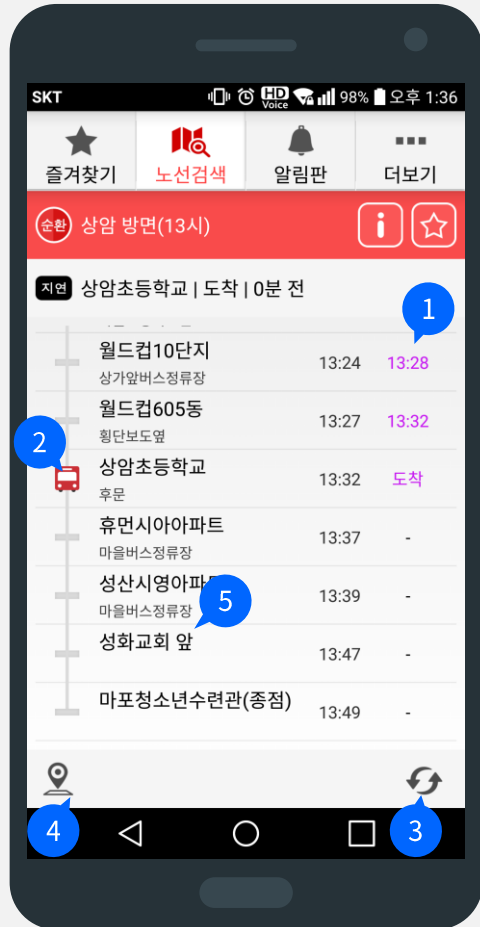 SKT HD Voice 98% 오후 1:36
즐겨찾기 노선검색 알림판 더보기
순환 상암 방면(13시) i
지연 상암초등학교 | 도착 | 0분 전
1
월드컵10단지 13:24 13:28
상가앞버스정류장
월드컵605동 13:27 13:32
횡단보도옆
2
상암초등학교 13:32 도착
후문
휴먼시아아파트 13:37 -
마을버스정류장
성산시영아파 13:39 -
마을버스정류장
5
성화교회 앞 13:47 -
마포청소년수련관(종점) 13:49 -
4 3